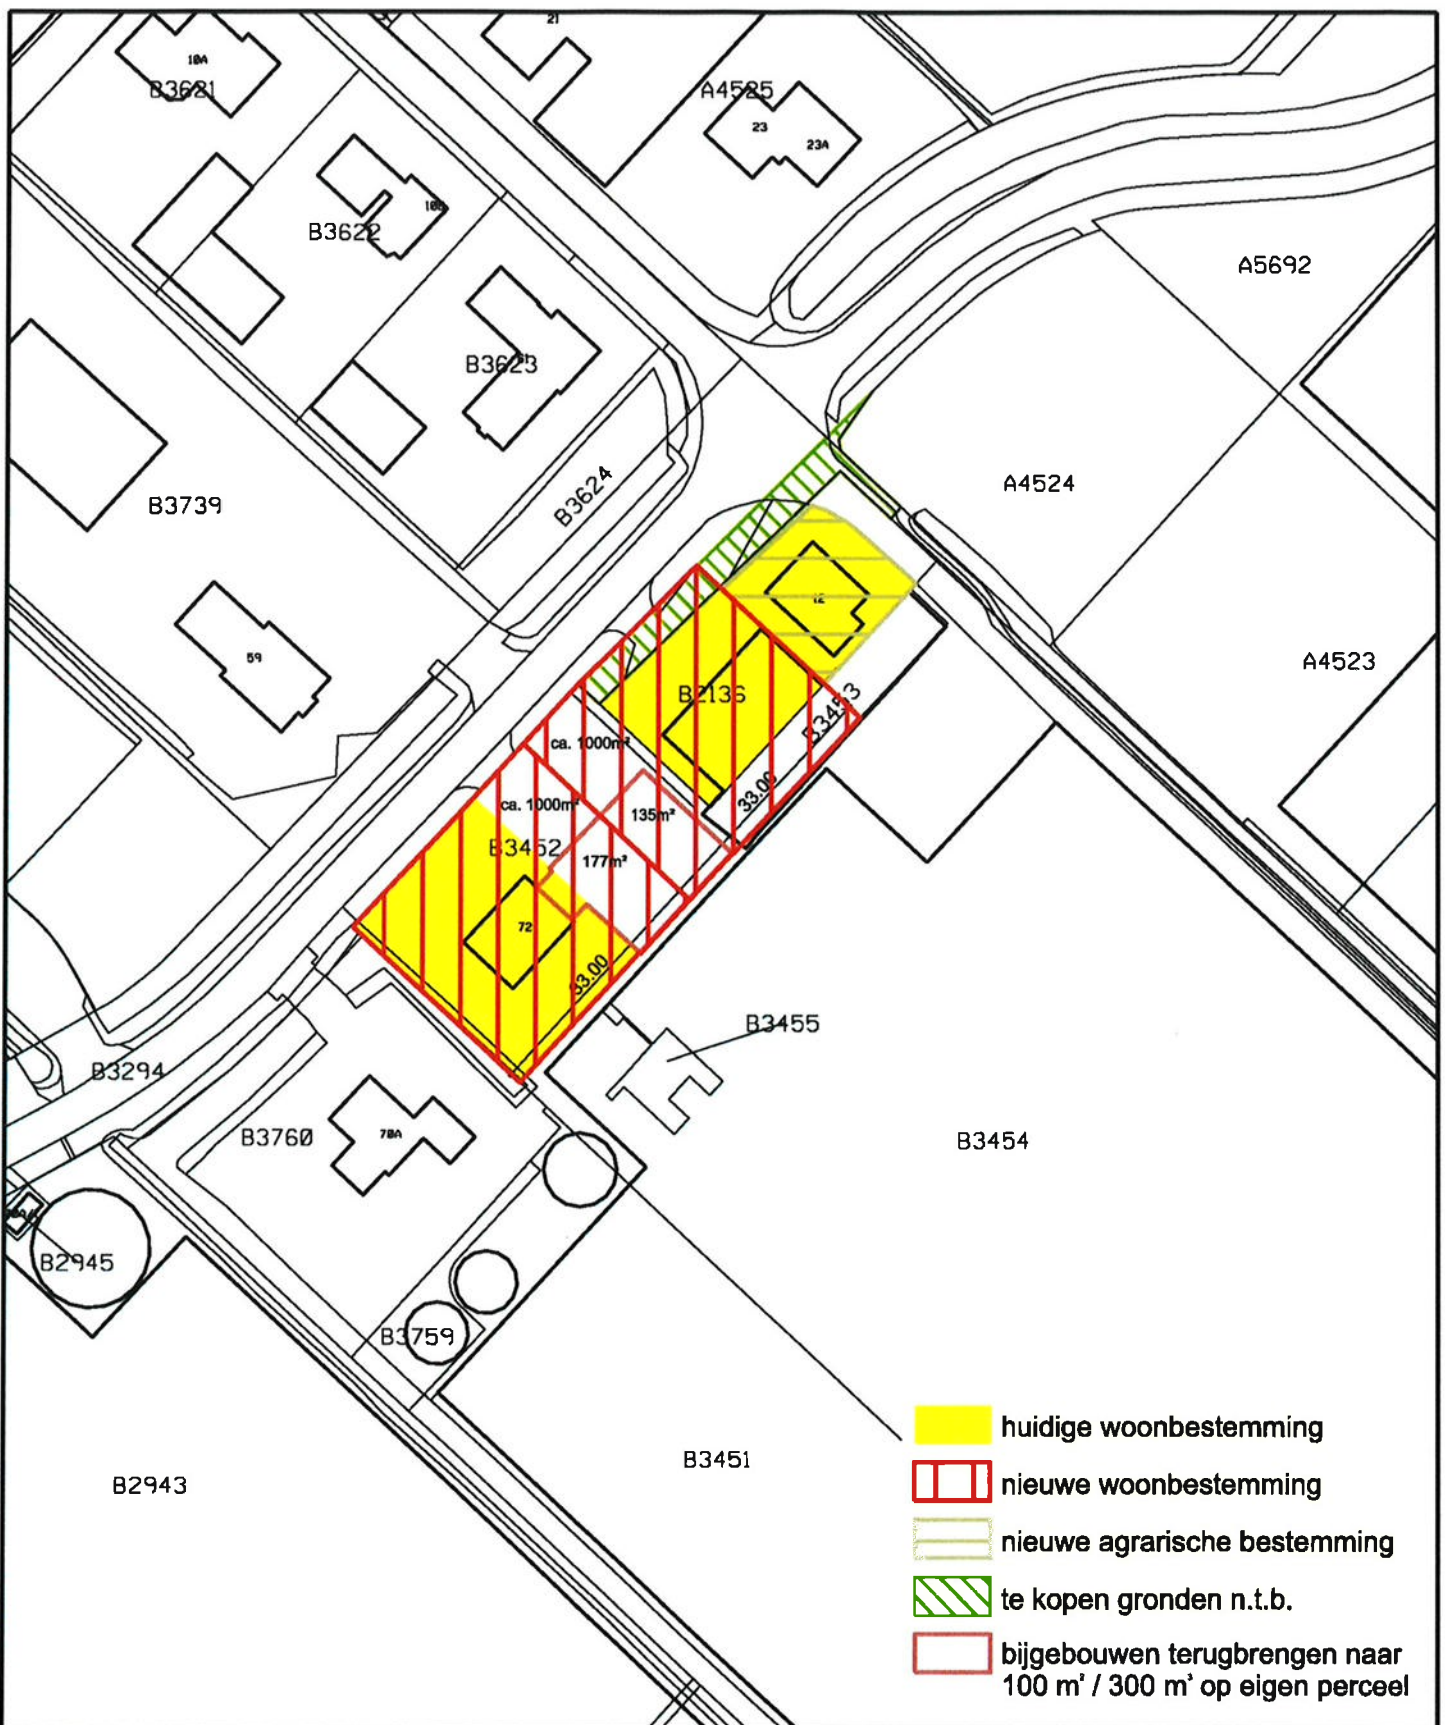 21
10A
B3621
A4525
23
23A
10B
B3622
A5692
B3623
B3624
A4524
B3739
12
A4523
59
B2136
B3453
ca. 1000m²
33.00
ca. 1000m²
135m²
B3452
177m²
72
33.00
B3455
B3294
B3760
70A
B3454
B2945
B3759
B3451
B2943
huidige woonbestemming
nieuwe woonbestemming
nieuwe agrarische bestemming
te kopen gronden n.t.b.
bijgebouwen terugbrengen naar
100 m² / 300 m³ op eigen perceel